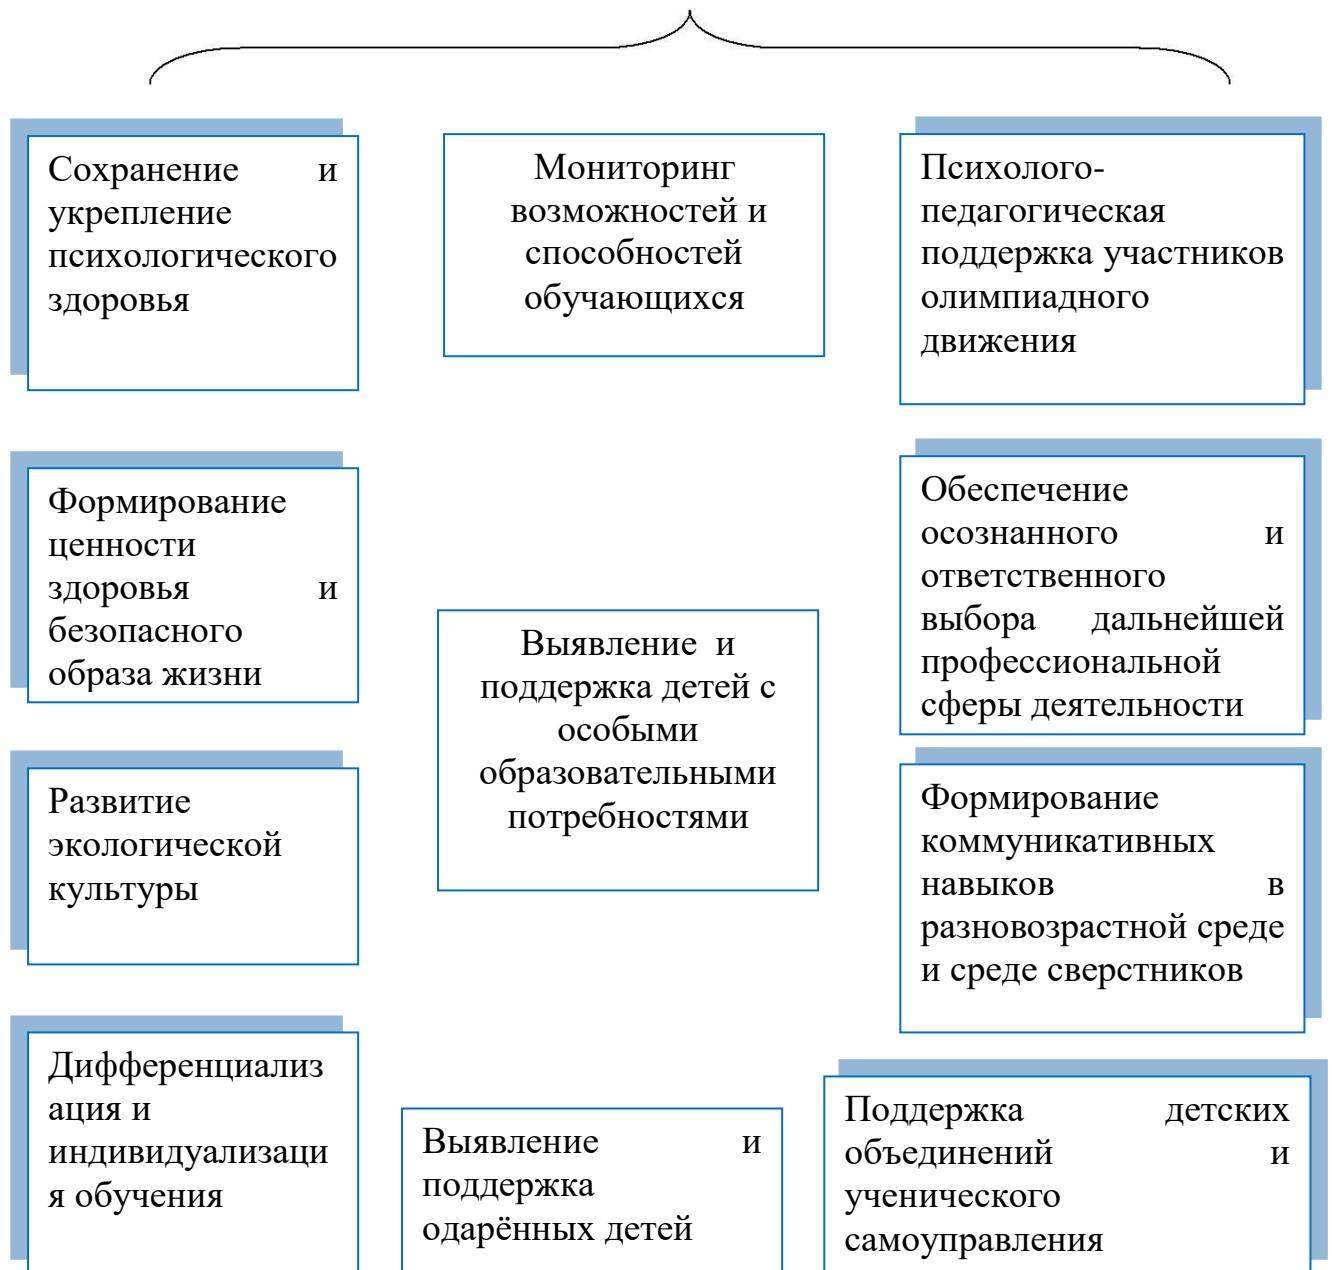 Сохранение и
укрепление
психологического
здоровья
Мониторинг
возможностей и
способностей
обучающихся
Психолого-
педагогическая
поддержка участников
олимпиадного
движения
Формирование
ценности
здоровья и
безопасного
образа жизни
Выявление и
поддержка детей с
особыми
образовательными
потребностями
Обеспечение
осознанного и
ответственного
выбора дальнейшей
профессиональной
сферы деятельности
Развитие
экологической
культуры
Формирование
коммуникативных
навыков в
разновозрастной среде
и среде сверстников
Дифференциализ
ация и
индивидуализаци
я обучения
Выявление и
поддержка
одарённых детей
Поддержка детских
объединений и
ученического
самоуправления